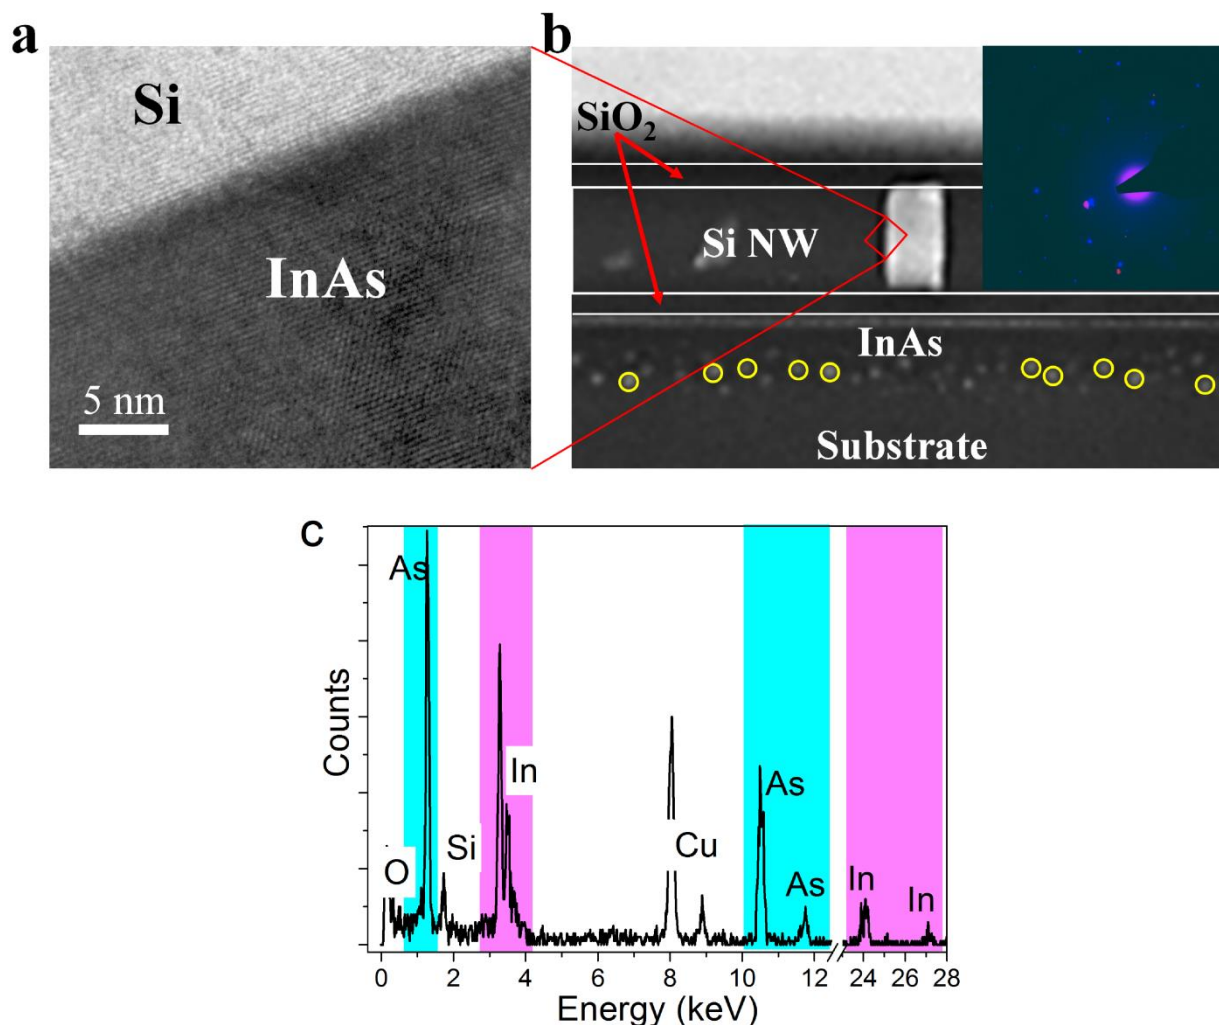 a
Si
InAs
5 nm
b
SiO2
Si NW
InAs
Substrate
c
Counts
As
O
Si
In
Cu
As
As
In
In
0 2 4 6 8 10 12 24 26 28
Energy (keV)